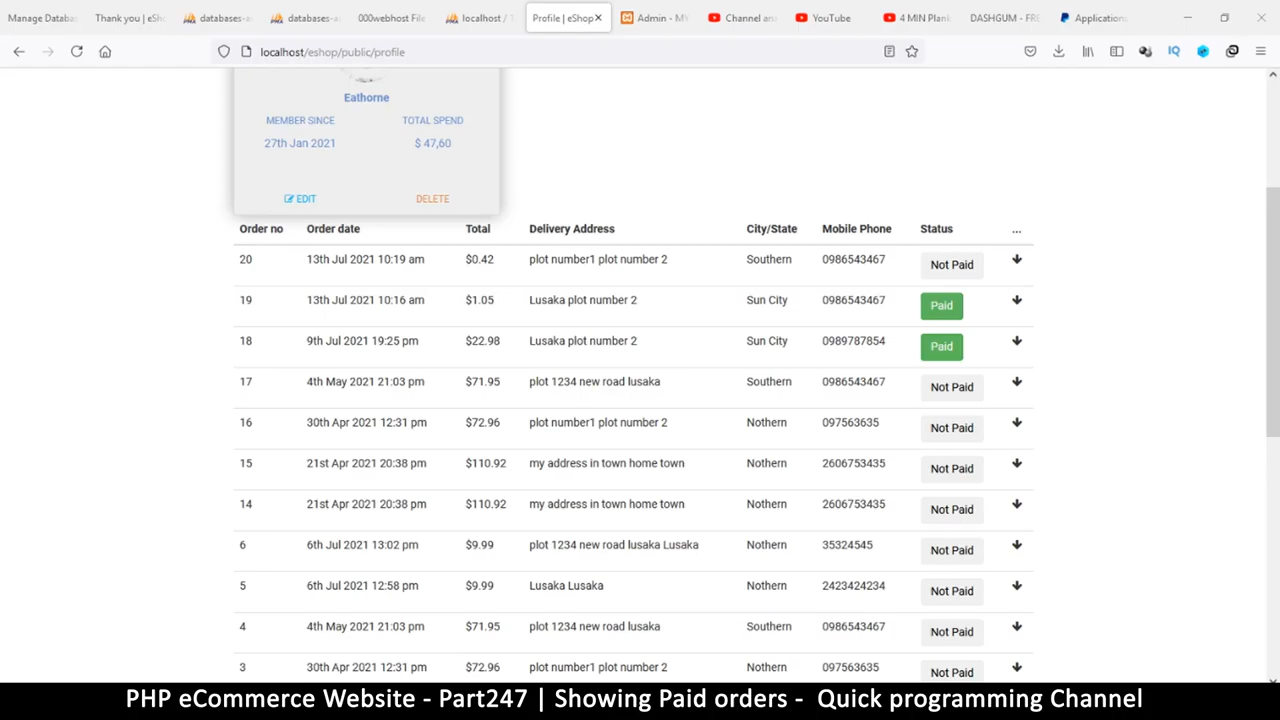 Manage Databa
Thank you | eSh
databases-a
databases-a
000webhost File
localhost / 1
Profile | eShop
Admin - MY
Channel an
YouTube
4 MIN Plan
DASHGUM - FRE
Applications
localhost/eshop/public/profile
Eathorne
MEMBER SINCE TOTAL SPEND
27th Jan 2021 $ 47,60
EDIT DELETE
Order no Order date Total Delivery Address City/State Mobile Phone Status ...
20 13th Jul 2021 10:19 am $0.42 plot number1 plot number 2 Southern 0986543467 Not Paid
19 13th Jul 2021 10:16 am $1.05 Lusaka plot number 2 Sun City 0986543467 Paid
18 9th Jul 2021 19:25 pm $22.98 Lusaka plot number 2 Sun City 0989787854 Paid
17 4th May 2021 21:03 pm $71.95 plot 1234 new road lusaka Southern 0986543467 Not Paid
16 30th Apr 2021 12:31 pm $72.96 plot number1 plot number 2 Nothern 097563635 Not Paid
15 21st Apr 2021 20:38 pm $110.92 my address in town home town Nothern 2606753435 Not Paid
14 21st Apr 2021 20:38 pm $110.92 my address in town home town Nothern 2606753435 Not Paid
6 6th Jul 2021 13:02 pm $9.99 plot 1234 new road lusaka Lusaka Nothern 35324545 Not Paid
5 6th Jul 2021 12:58 pm $9.99 Lusaka Lusaka Nothern 2423424234 Not Paid
4 4th May 2021 21:03 pm $71.95 plot 1234 new road lusaka Southern 0986543467 Not Paid
3 30th Apr 2021 12:31 pm $72.96 plot number1 plot number 2 Nothern 097563635 Not Paid
PHP eCommerce Website - Part247 | Showing Paid orders - Quick programming Channel